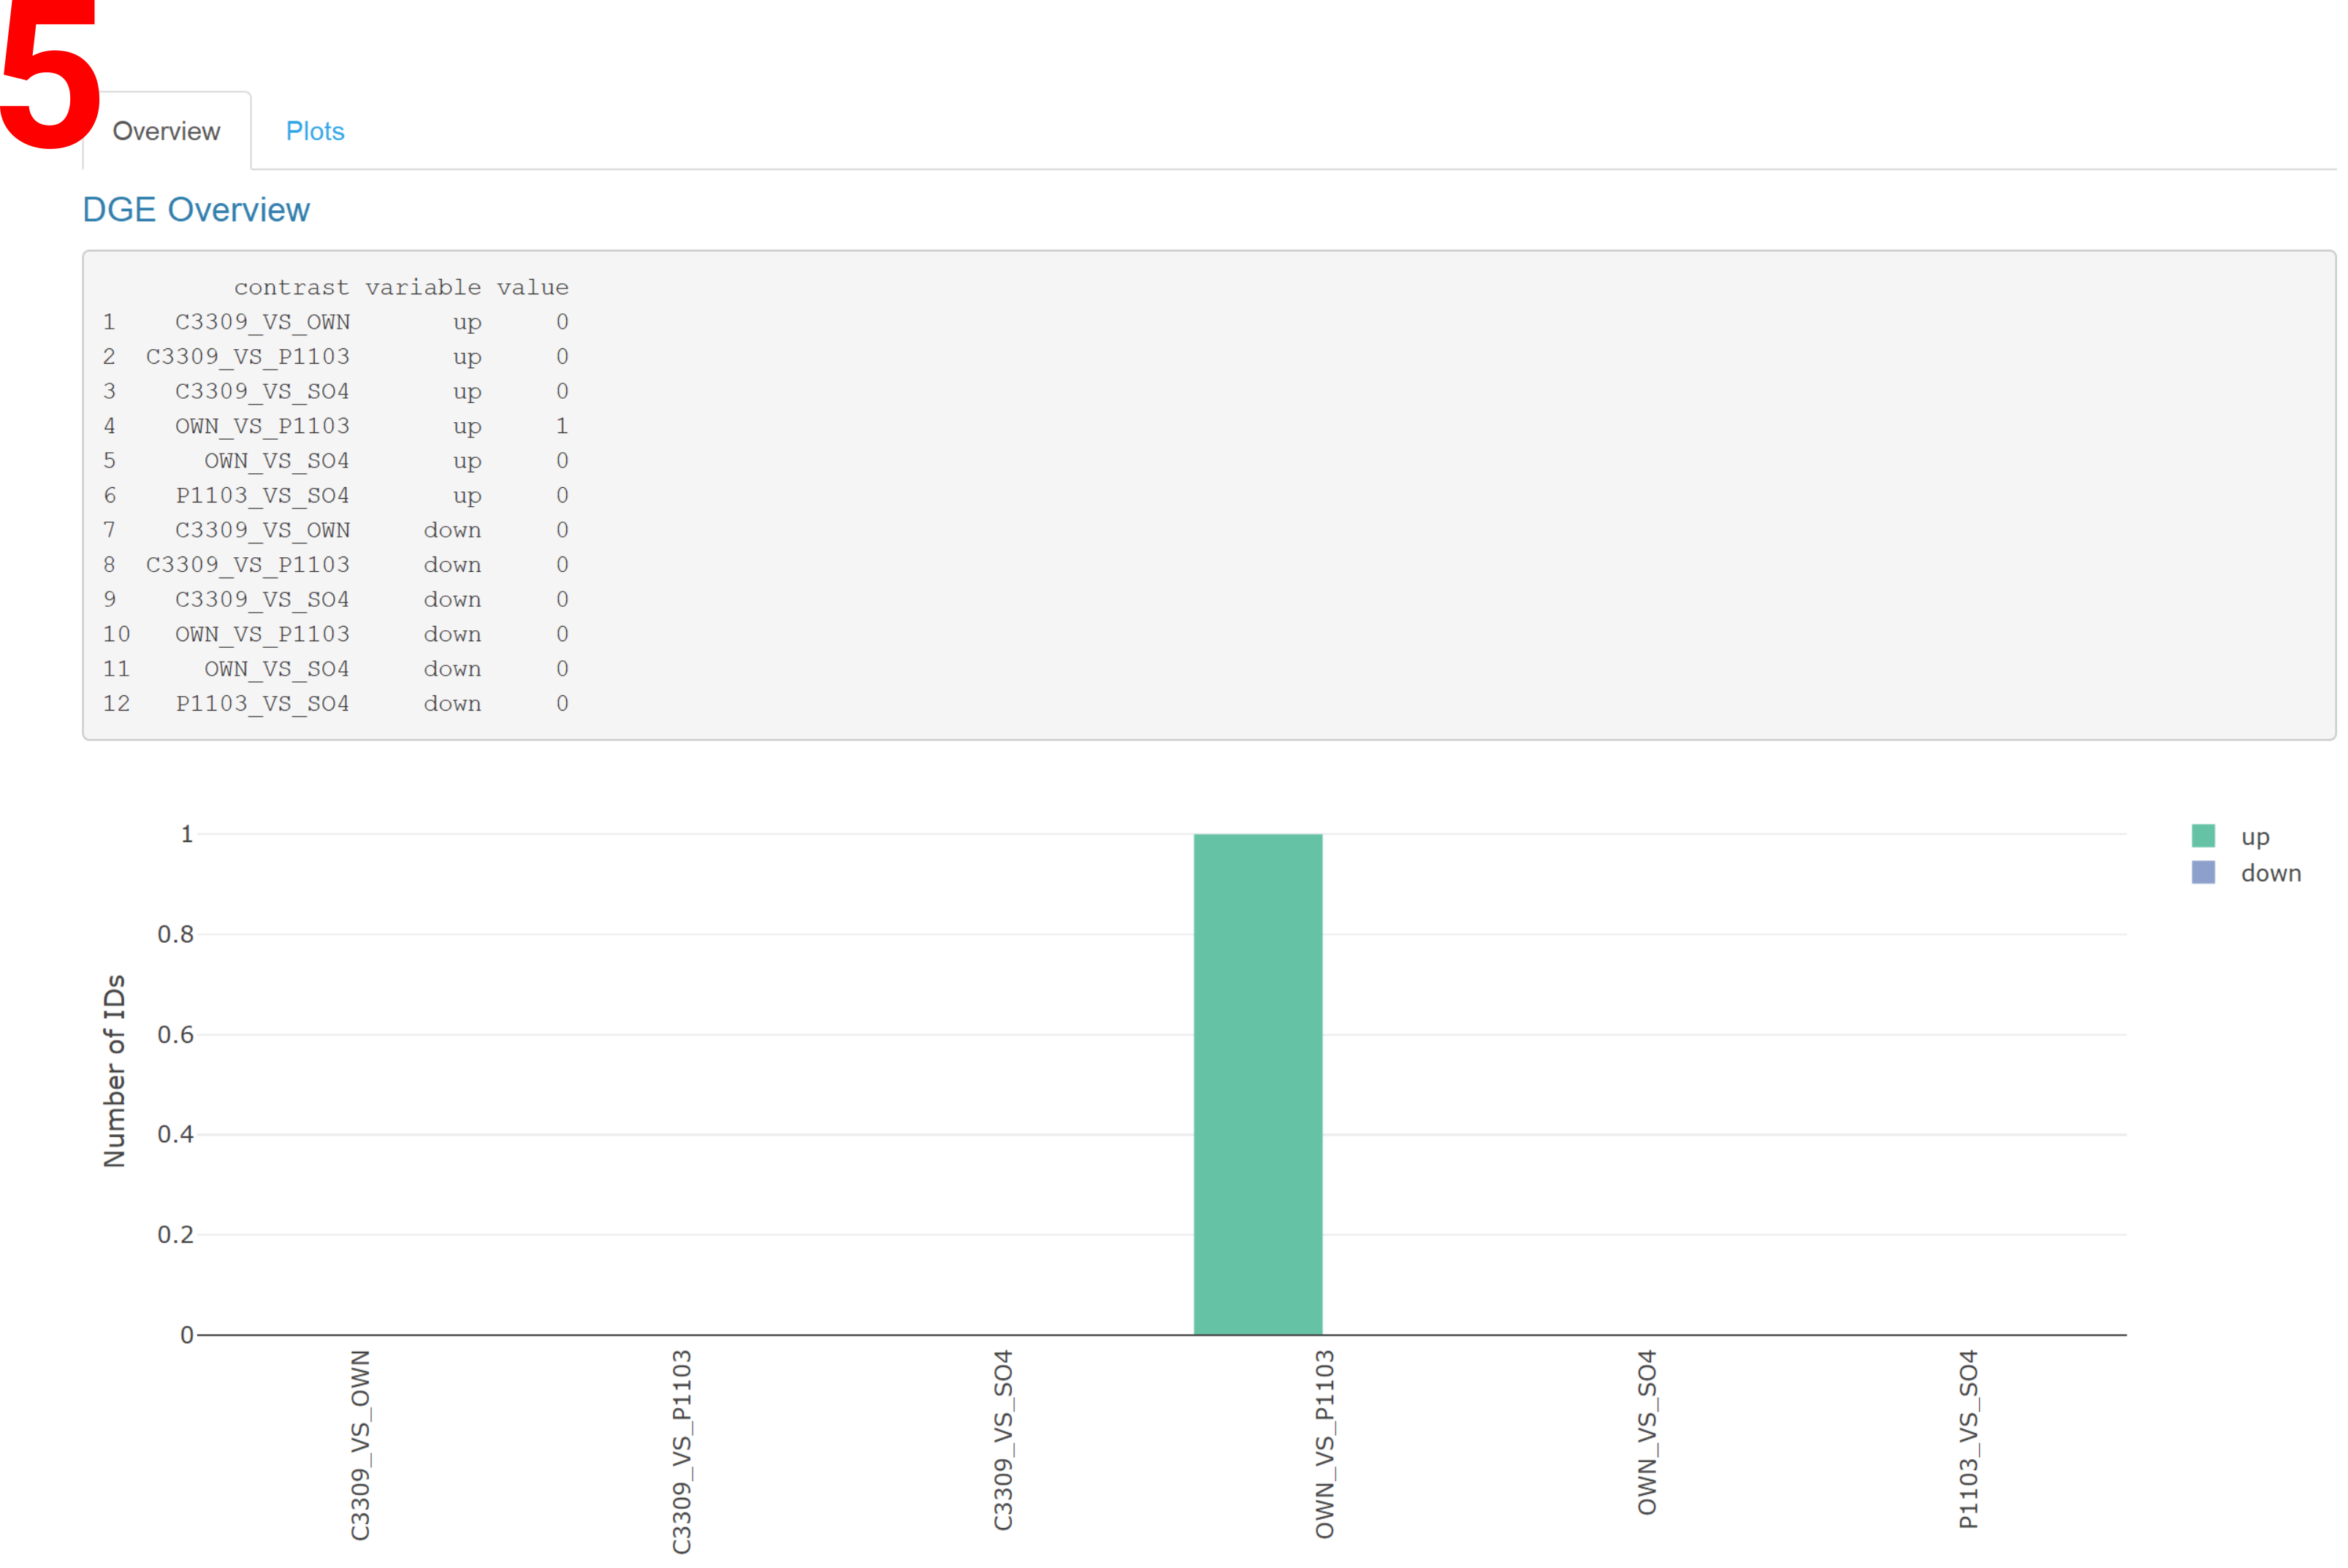 5
Overview Plots
DGE Overview
contrast variable value
1 C3309_VS_OWN up 0
2 C3309_VS_P1103 up 0
3 C3309_VS_SO4 up 0
4 OWN_VS_P1103 up 1
5 OWN_VS_SO4 up 0
6 P1103_VS_SO4 up 0
7 C3309_VS_OWN down 0
8 C3309_VS_P1103 down 0
9 C3309_VS_SO4 down 0
10 OWN_VS_P1103 down 0
11 OWN_VS_SO4 down 0
12 P1103_VS_SO4 down 0
up
down
Number of IDs
1
0.8
0.6
0.4
0.2
0
C3309_VS_OWN
C3309_VS_P1103
C3309_VS_SO4
OWN_VS_P1103
OWN_VS_SO4
P1103_VS_SO4